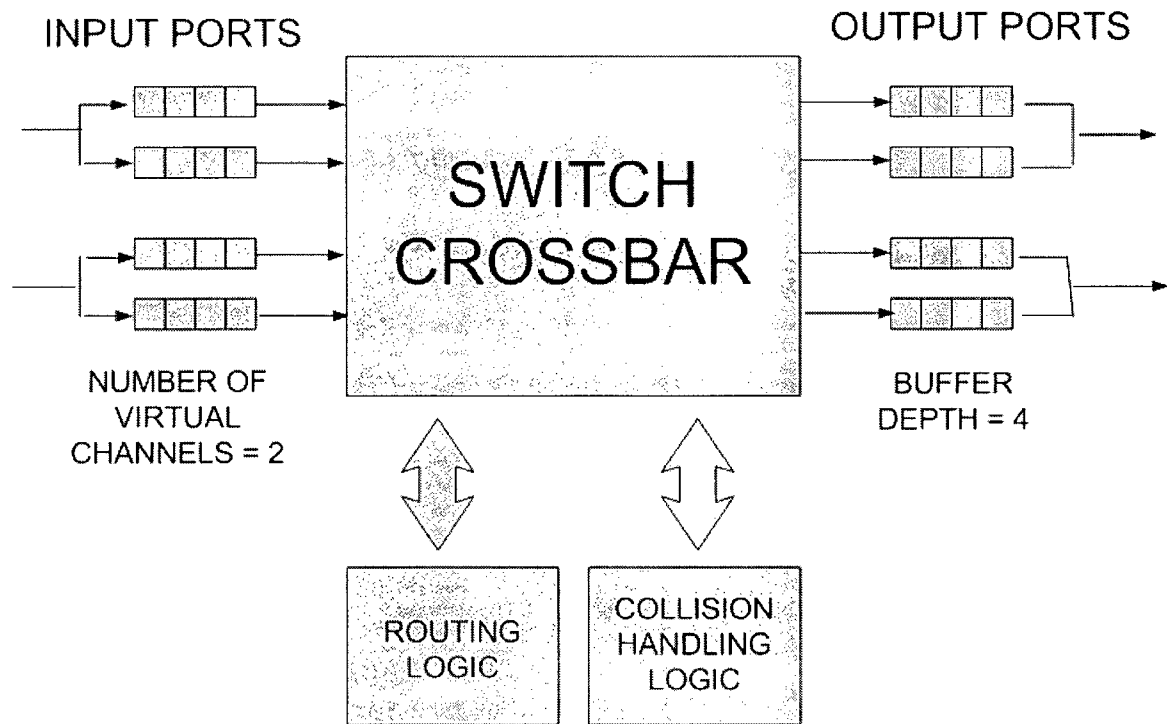 INPUT PORTS
OUTPUT PORTS
SWITCH
CROSSBAR
NUMBER OF
VIRTUAL
CHANNELS = 2
BUFFER
DEPTH = 4
ROUTING
LOGIC
COLLISION
HANDLING
LOGIC